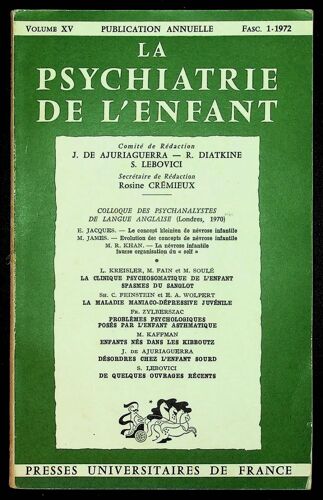 VOLUME XV PUBLICATION ANNUELLE FASC. 1-1972
LA
PSYCHIATRIE
DE L'ENFANT
Comité de Rédaction
J. DE AJURIAGUERRA — R. DIATKINE
S. LEBOVICI
Secrétaire de Rédaction
Rosine CRÉMIEUX
COLLOQUE DES PSYCHANALYSTES
DE LANGUE ANGLAISE (Londres, 1970)
E. JACQUES. — Le concept kleinien de névrose infantile
M. JAMES. — Evolution des concepts de névrose infantile
M. R. KHAN. — La névrose infantile
fausse organisation du « self »
L. KREISLER, M. FAIN et M. SOULÉ
LA CLINIQUE PSYCHOSOMATIQUE DE L'ENFANT
SPASMES DU SANGLOT
SH. C. FEINSTEIN et E. A. WOLPERT
LA MALADIE MANIACO-DÉPRESSIVE JUVÉNILE
FR. ZYLBERSZAC
PROBLÈMES PSYCHOLOGIQUES
POSÉS PAR L'ENFANT ASTHMATIQUE
M. KAFFMAN
ENFANTS NÉS DANS LES KIBBOUTZ
J. DE AJURIAGUERRA
DÉSORDRES CHEZ L'ENFANT SOURD
S. LEBOVICI
DE QUELQUES OUVRAGES RÉCENTS
PRESSES UNIVERSITAIRES DE FRANCE